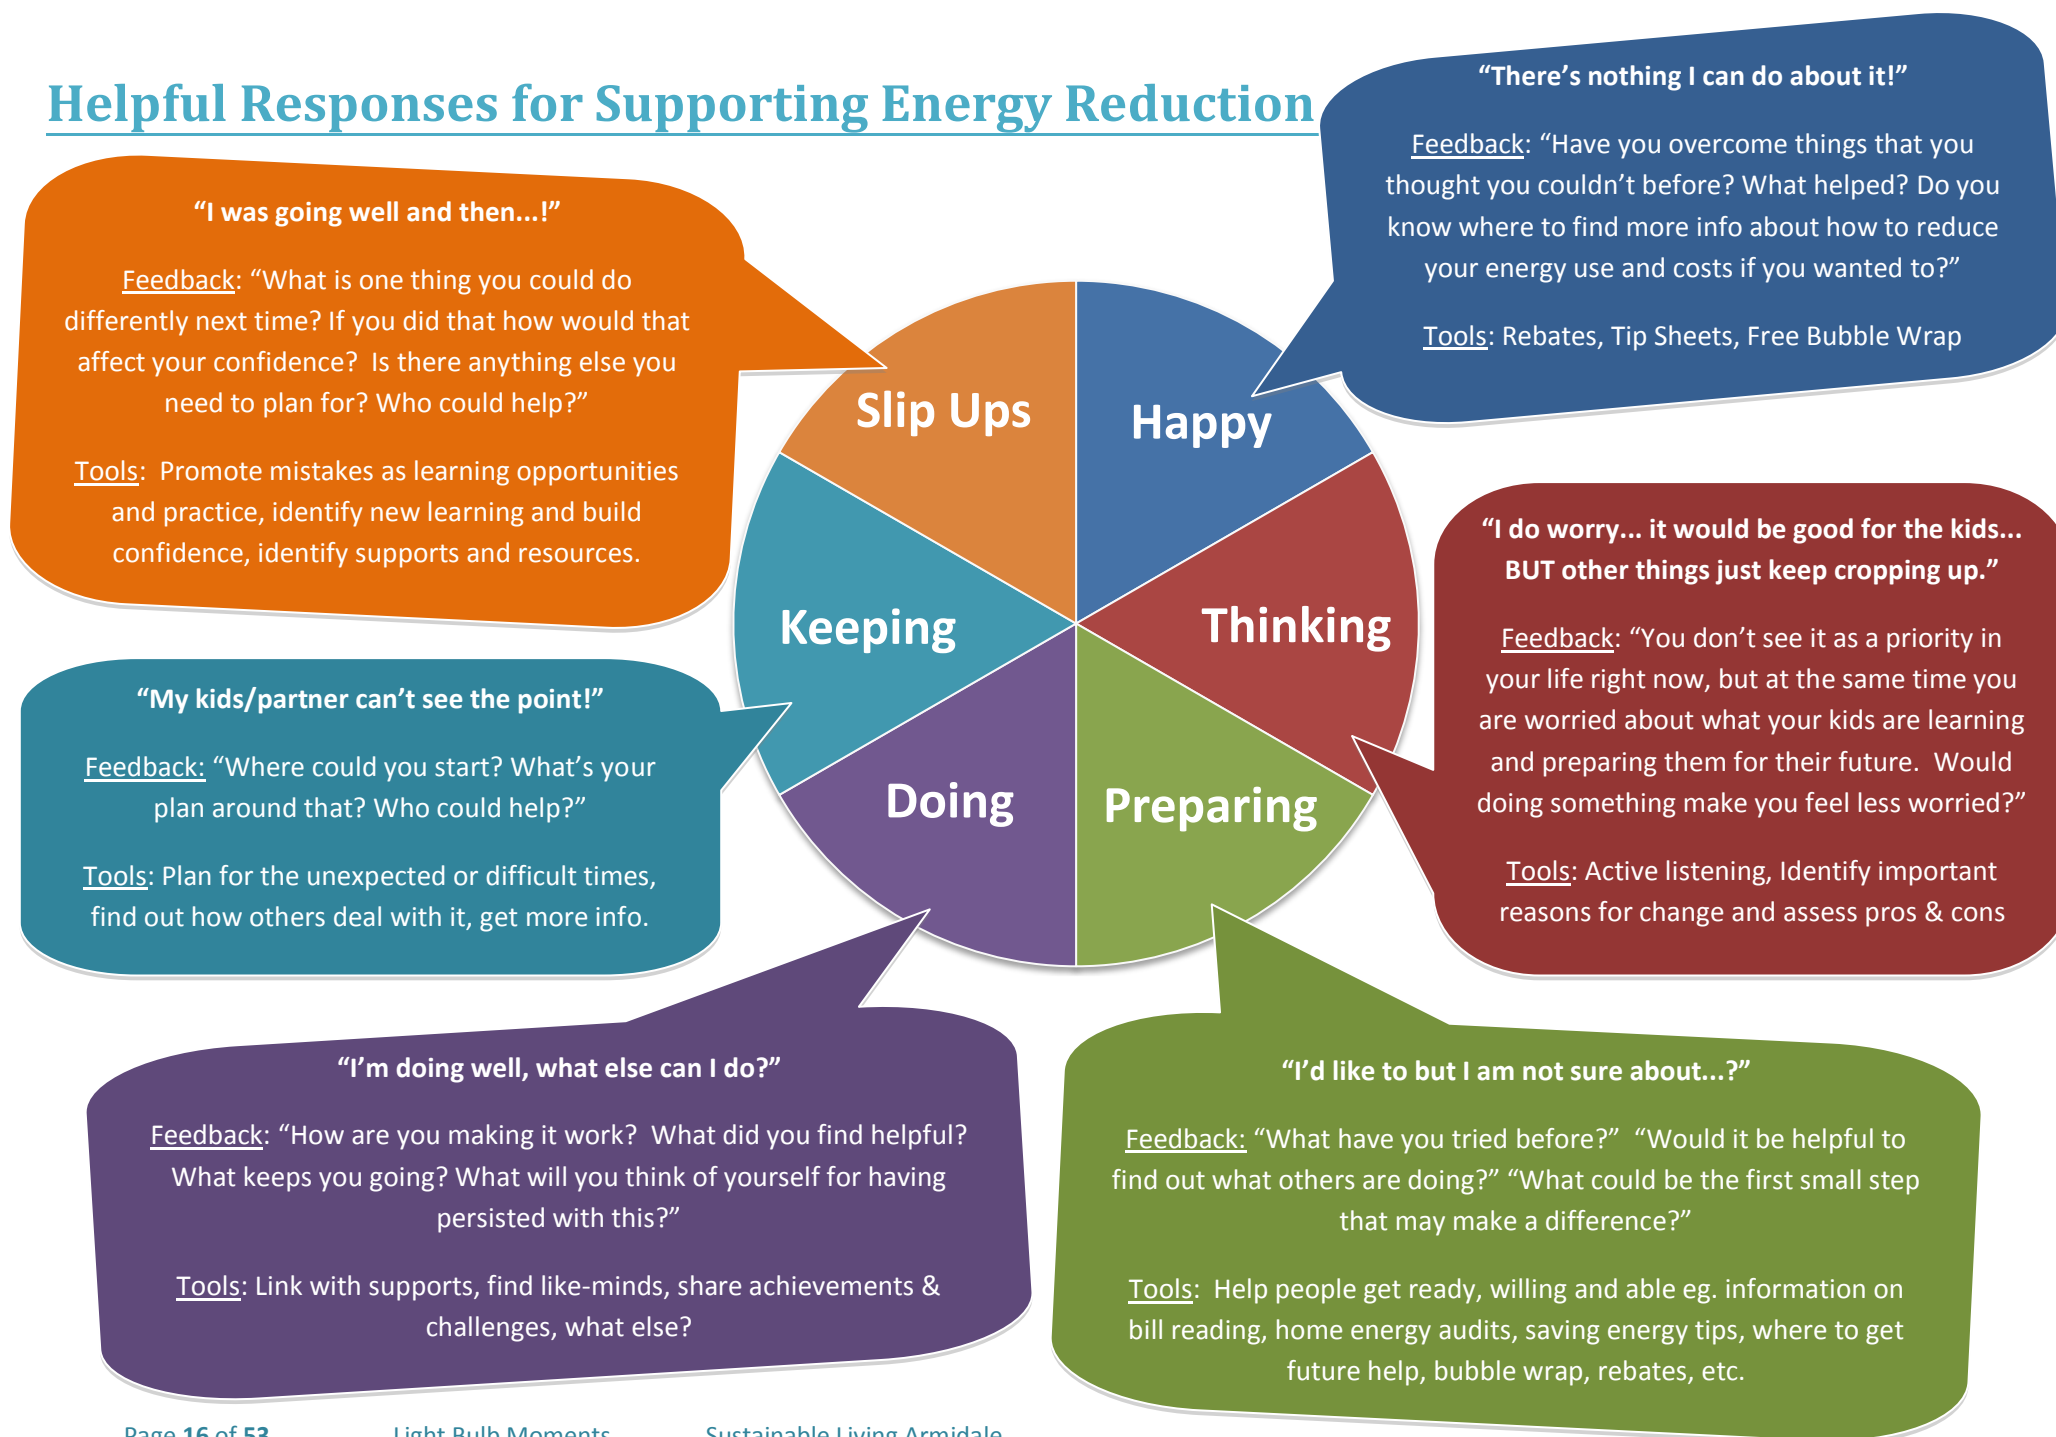 Helpful Responses for Supporting Energy Reduction
“There’s nothing I can do about it!”
Feedback: “Have you overcome things that you
thought you couldn’t before? What helped? Do you
know where to find more info about how to reduce
your energy use and costs if you wanted to?”
Tools: Rebates, Tip Sheets, Free Bubble Wrap
“I was going well and then...!”
Feedback: “What is one thing you could do
differently next time? If you did that how would that
affect your confidence?  Is there anything else you
need to plan for? Who could help?”
Tools:  Promote mistakes as learning opportunities
and practice, identify new learning and build
confidence, identify supports and resources.
Slip Ups
Happy
Keeping
Thinking
Doing
Preparing
“I do worry... it would be good for the kids...
BUT other things just keep cropping up.”
Feedback: “You don’t see it as a priority in
your life right now, but at the same time you
are worried about what your kids are learning
and preparing them for their future.  Would
doing something make you feel less worried?”
Tools: Active listening, Identify important
reasons for change and assess pros & cons
“My kids/partner can’t see the point!”
Feedback: “Where could you start? What’s your
plan around that? Who could help?”
Tools: Plan for the unexpected or difficult times,
find out how others deal with it, get more info.
“I’m doing well, what else can I do?”
Feedback: “How are you making it work?  What did you find helpful?
What keeps you going? What will you think of yourself for having
persisted with this?”
Tools: Link with supports, find like-minds, share achievements &
challenges, what else?
“I’d like to but I am not sure about...?”
Feedback: “What have you tried before?”  “Would it be helpful to
find out what others are doing?” “What could be the first small step
that may make a difference?”
Tools:  Help people get ready, willing and able eg. information on
bill reading, home energy audits, saving energy tips, where to get
future help, bubble wrap, rebates, etc.
Page 16 of 53 Light Bulb Moments Sustainable Living Armidale